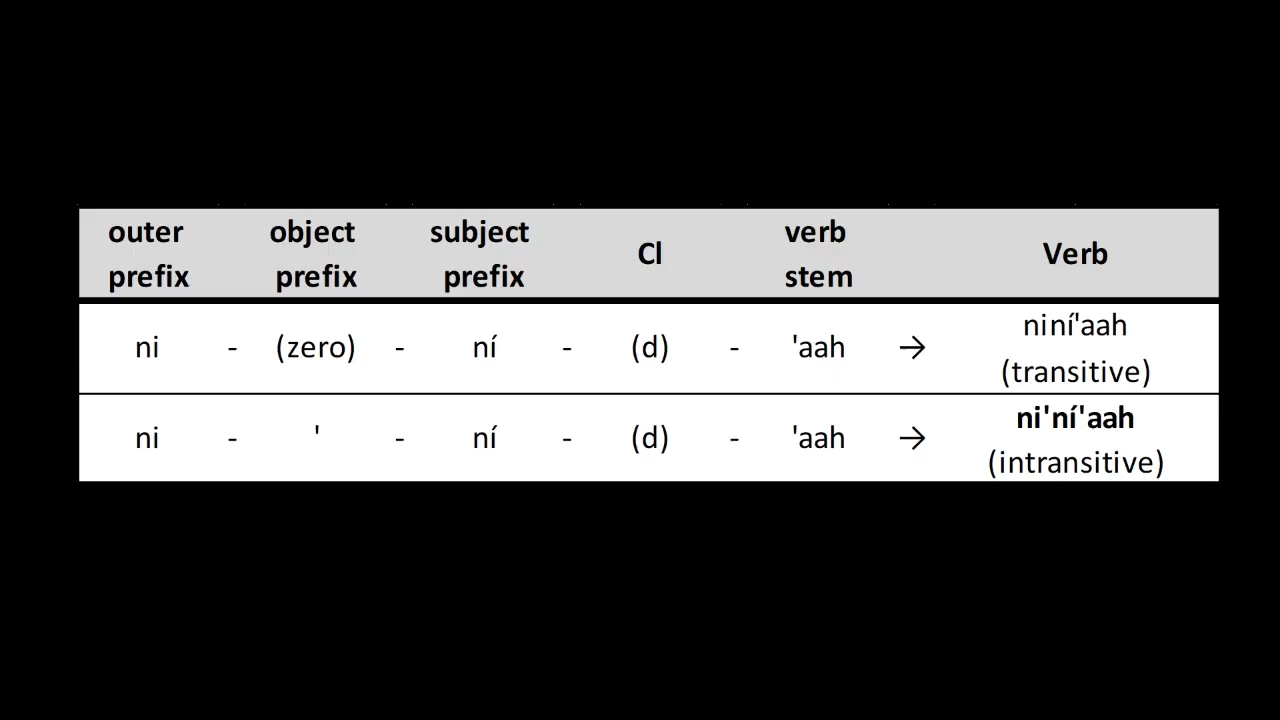 outer prefix object prefix subject prefix Cl verb stem Verb
ni - (zero) - ní - (d) - 'aah → niní'aah (transitive)
ni - ' - ní - (d) - 'aah → ni'ní'aah (intransitive)